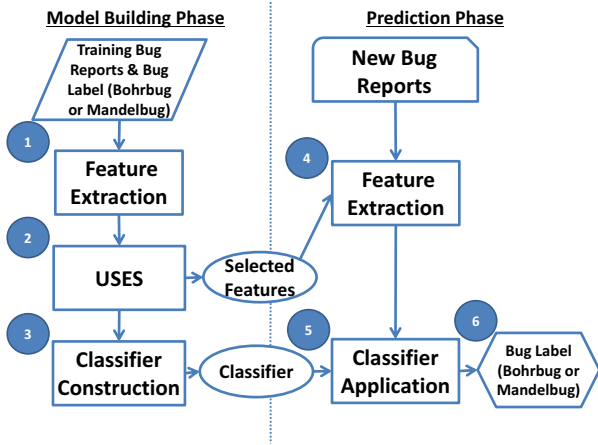 Model Building Phase
Training Bug
Reports & Bug
Label (Bohrbug
or Mandelbug)
1
Feature
Extraction
2
USES
Selected
Features
3
Classifier
Construction
Classifier
Prediction Phase
New Bug
Reports
4
Feature
Extraction
5
Classifier
Application
6
Bug Label
(Bohrbug or
Mandelbug)